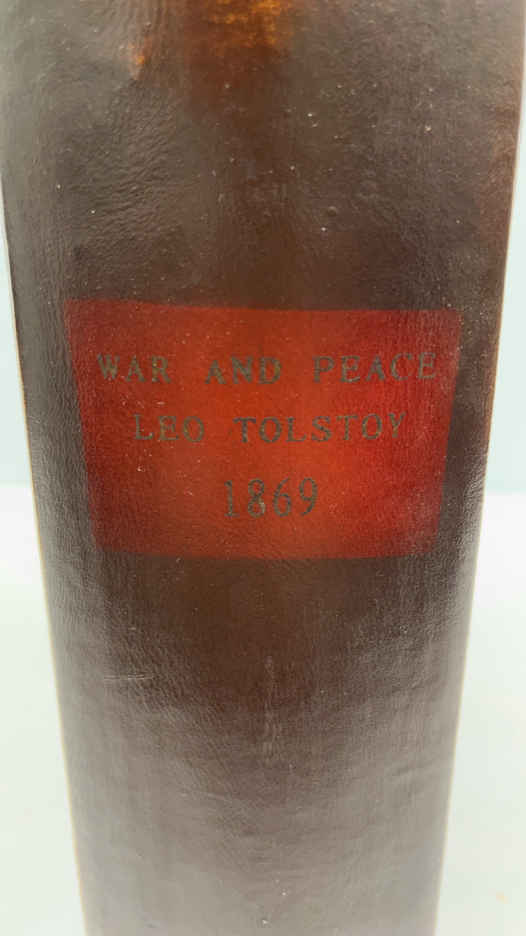 WAR AND PEACE
LEO TOLSTOY
1869